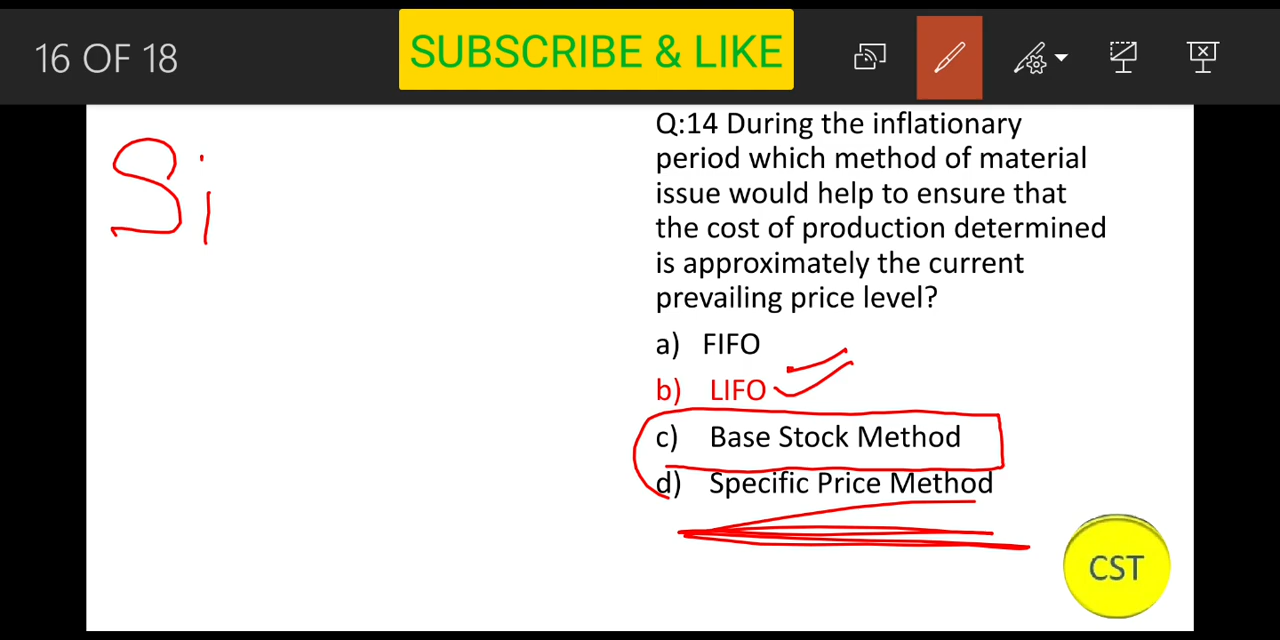 16 OF 18
SUBSCRIBE & LIKE
Si
Q:14 During the inflationary
period which method of material
issue would help to ensure that
the cost of production determined
is approximately the current
prevailing price level?
a) FIFO
b) LIFO
c) Base Stock Method
d) Specific Price Method
CST